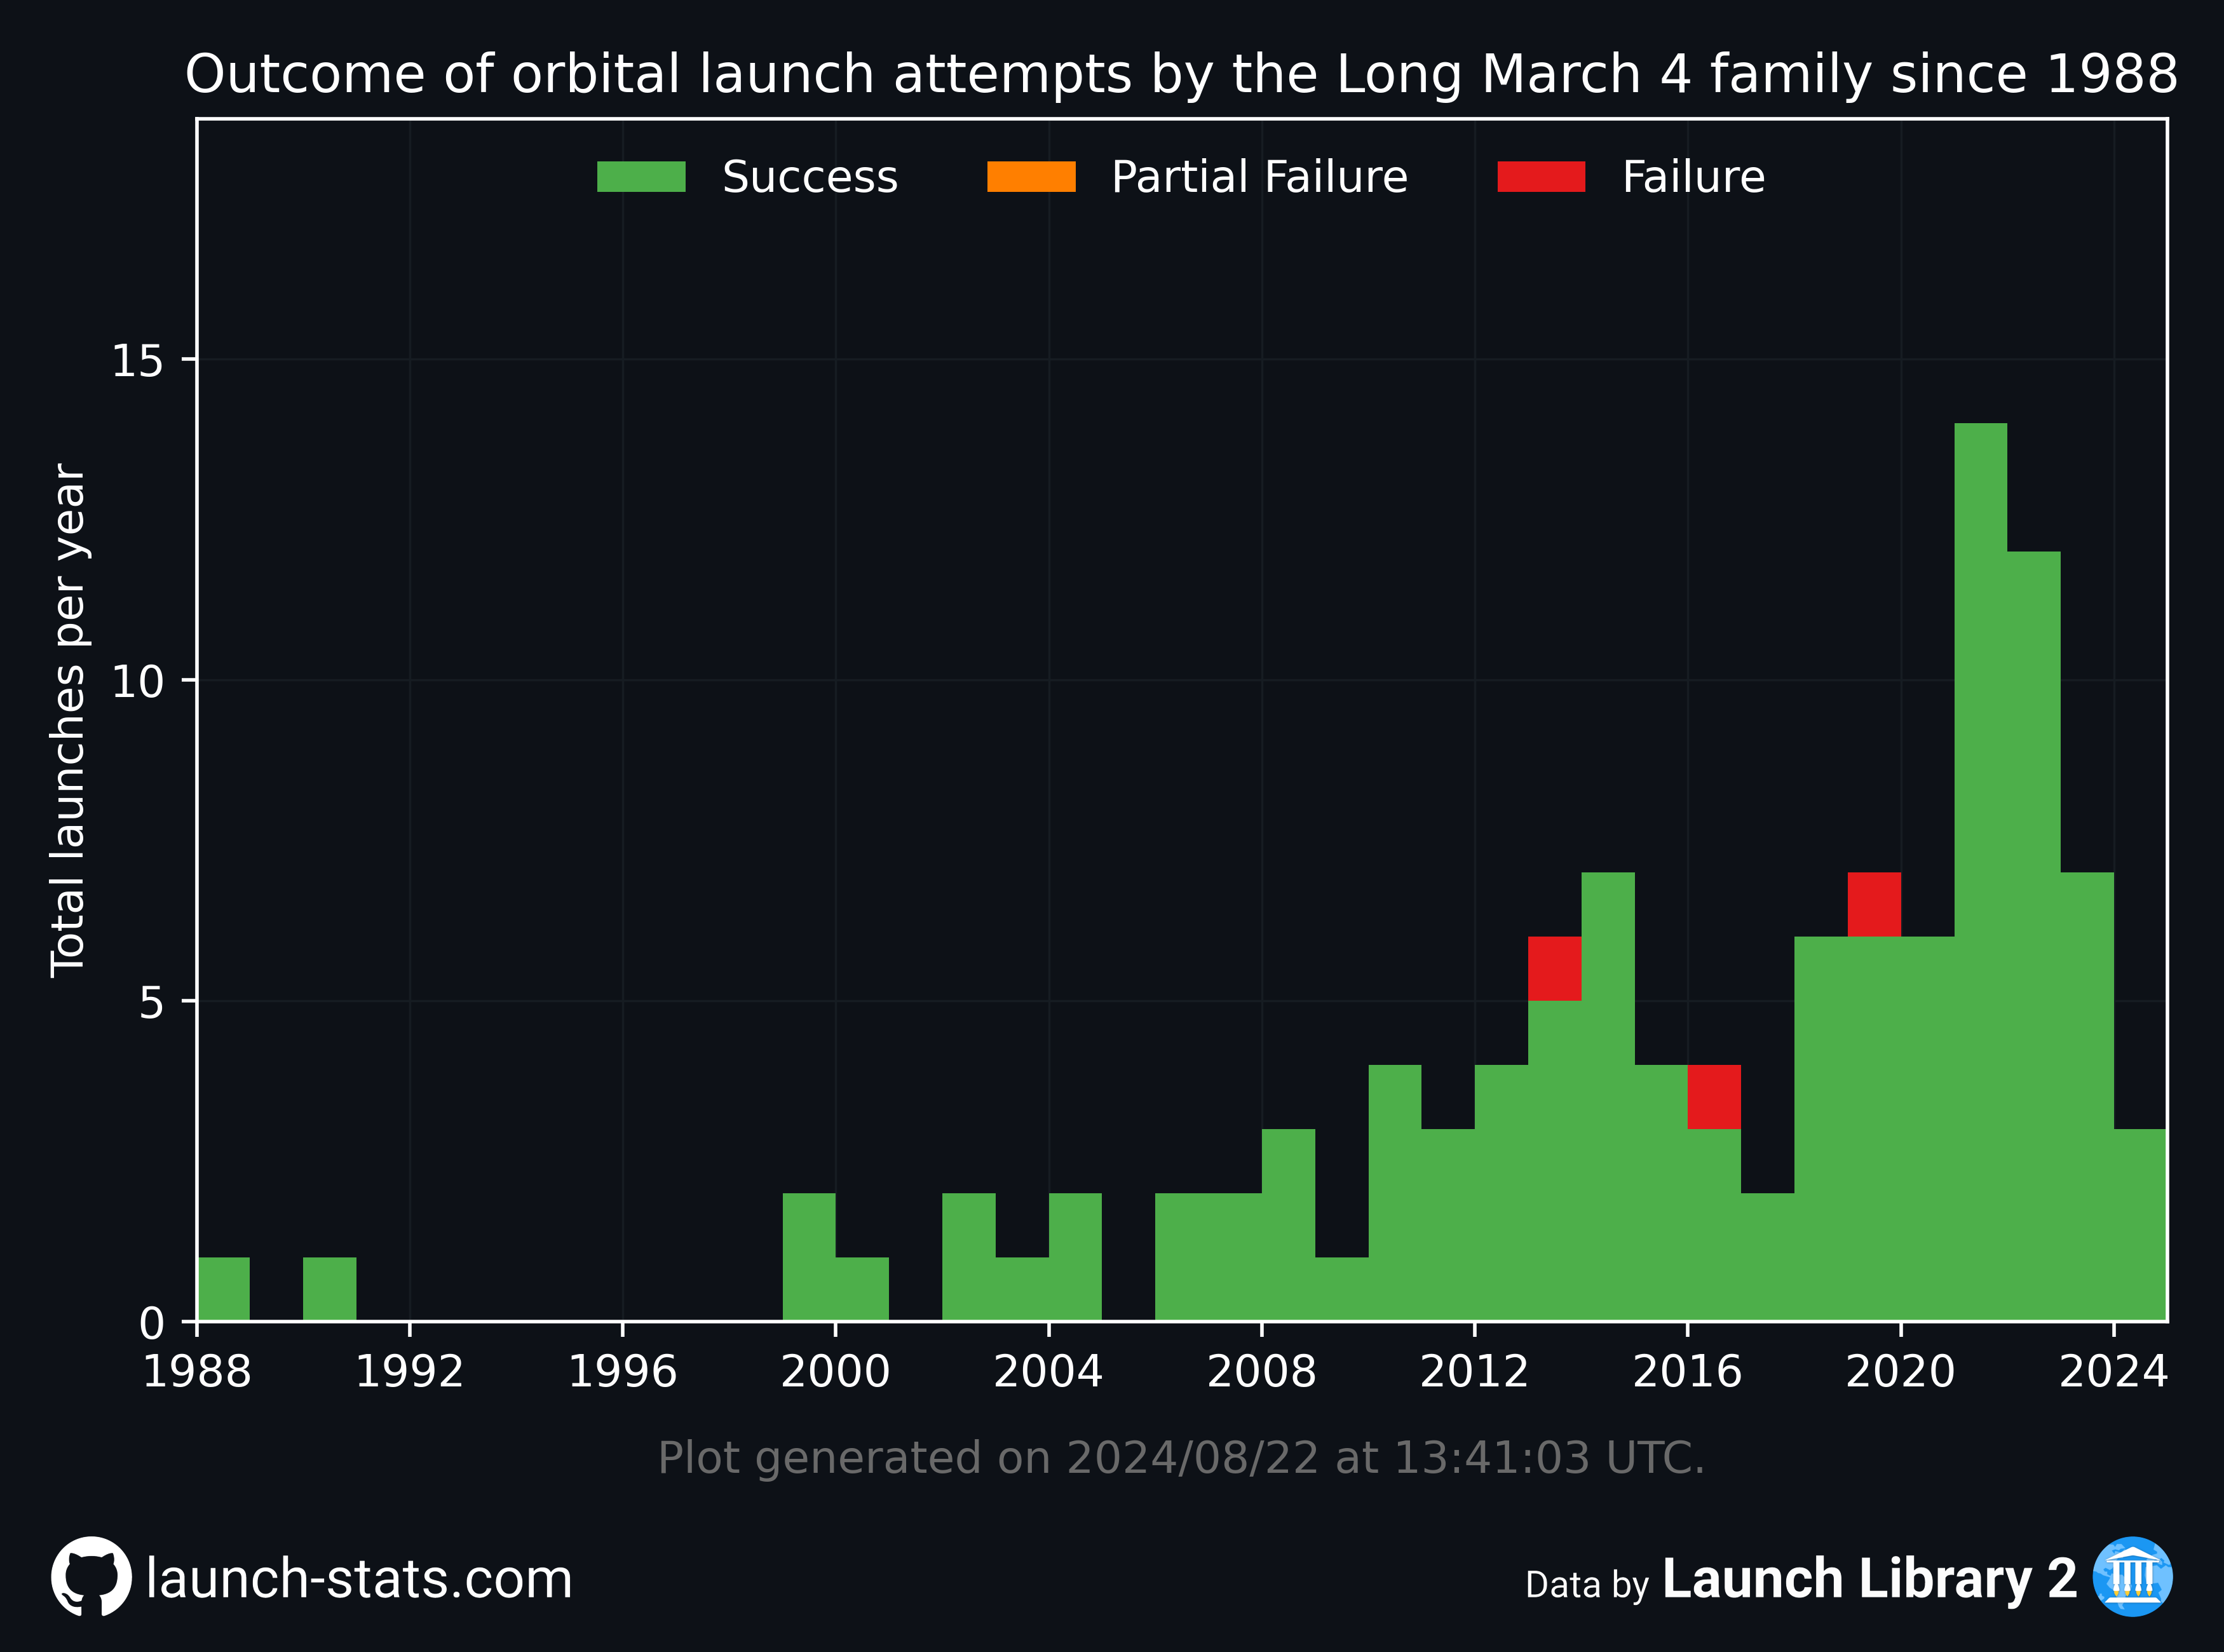 Outcome of orbital launch attempts by the Long March 4 family since 1988
Success Partial Failure Failure
Total launches per year
15
10
5
0
1988 1992 1996 2000 2004 2008 2012 2016 2020 2024
Plot generated on 2024/08/22 at 13:41:03 UTC.
launch-stats.com
Data by Launch Library 2